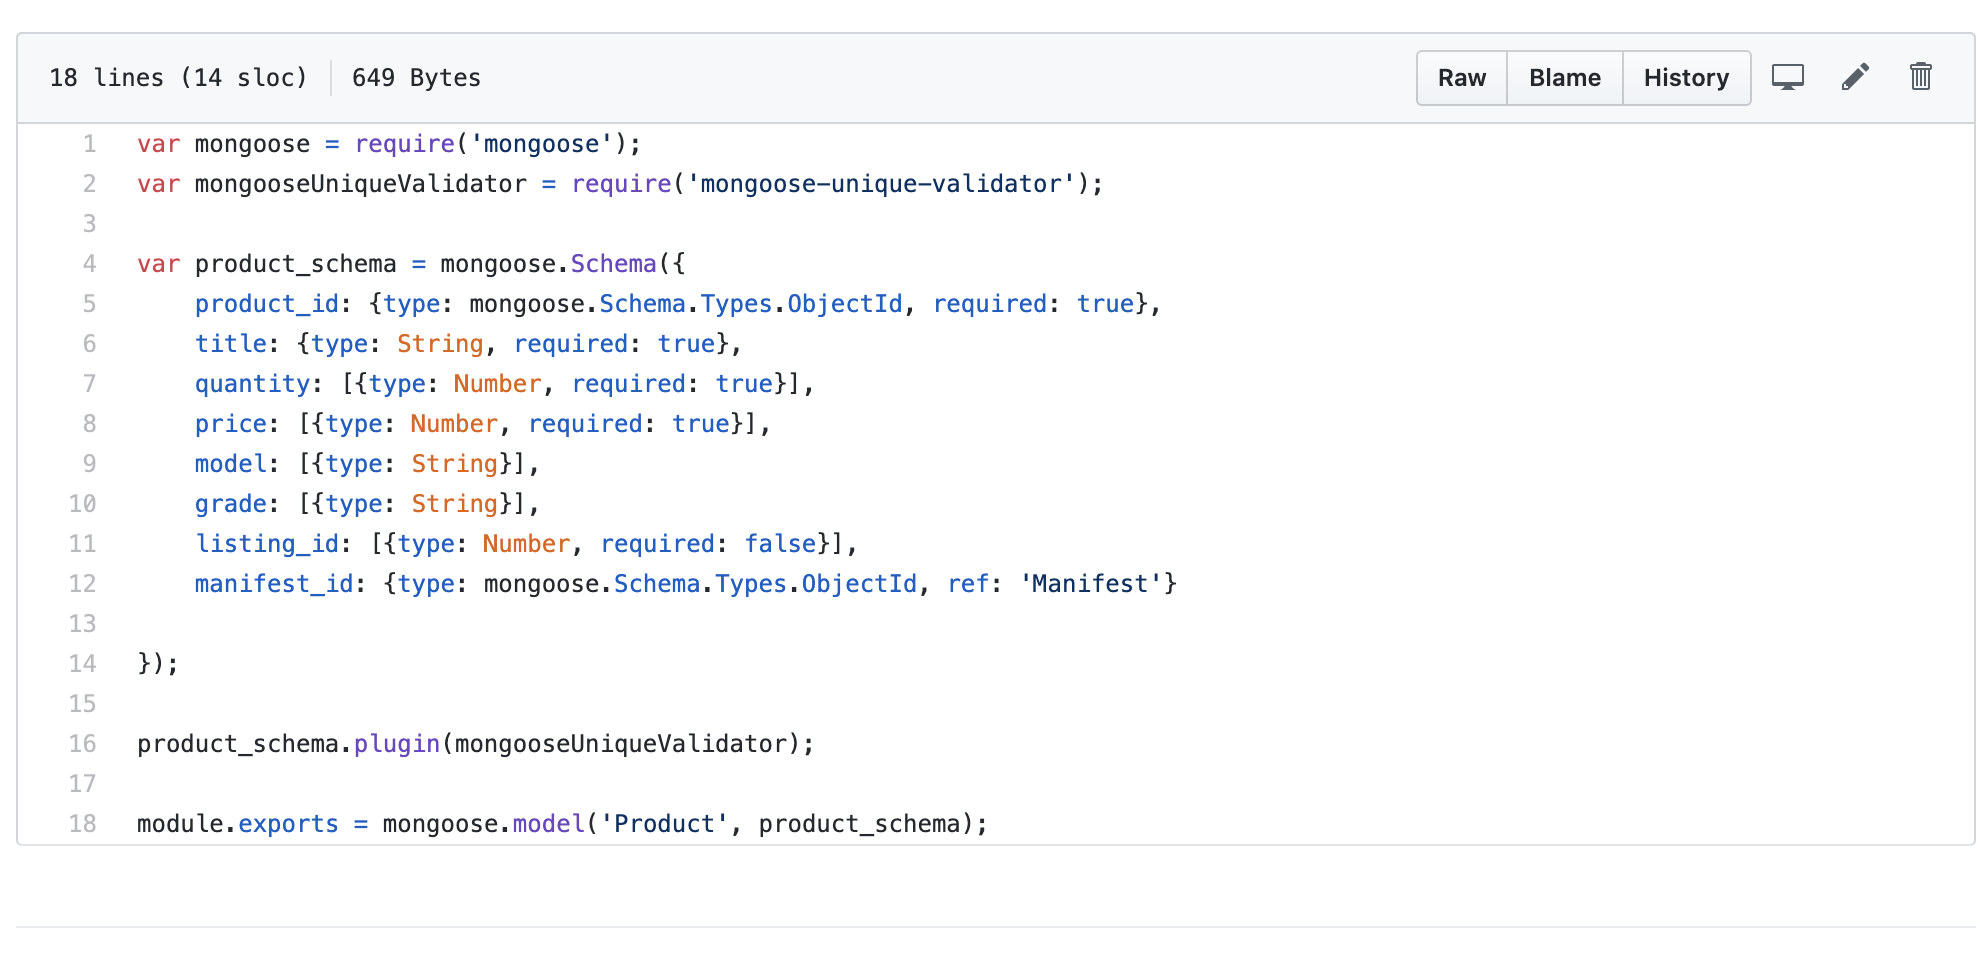 18 lines (14 sloc) 649 Bytes Raw Blame History
1 var mongoose = require('mongoose');
2 var mongooseUniqueValidator = require('mongoose-unique-validator');
3
4 var product_schema = mongoose.Schema({
5     product_id: {type: mongoose.Schema.Types.ObjectId, required: true},
6     title: {type: String, required: true},
7     quantity: [{type: Number, required: true}],
8     price: [{type: Number, required: true}],
9     model: [{type: String}],
10     grade: [{type: String}],
11     listing_id: [{type: Number, required: false}],
12     manifest_id: {type: mongoose.Schema.Types.ObjectId, ref: 'Manifest'}
13
14 });
15
16 product_schema.plugin(mongooseUniqueValidator);
17
18 module.exports = mongoose.model('Product', product_schema);